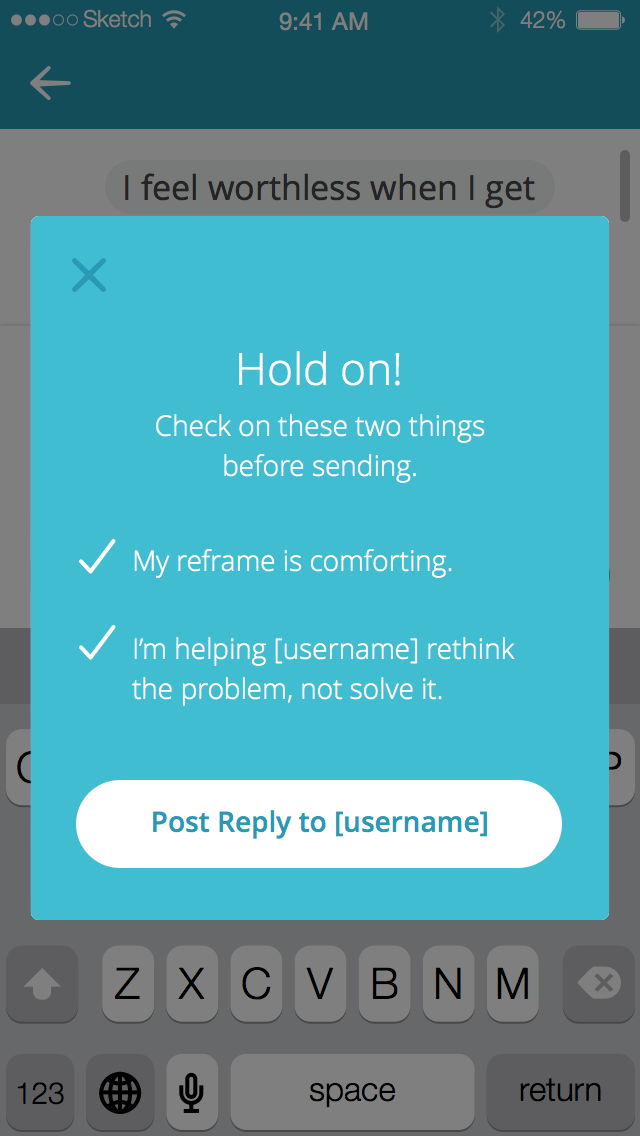 Sketch 9:41 AM 42%
I feel worthless when I get
Hold on!
Check on these two things
before sending.
My reframe is comforting.
I’m helping [username] rethink
the problem, not solve it.
Post Reply to [username]
P
Z X C V B N M
123 space return